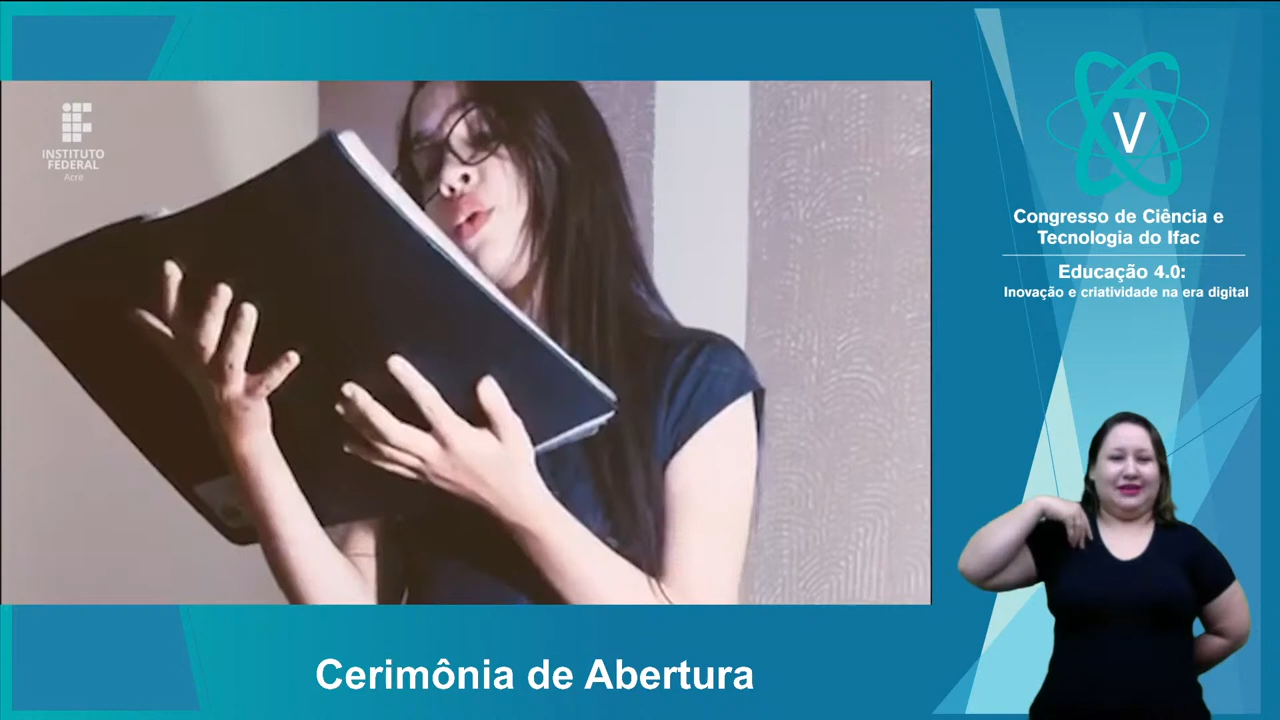 INSTITUTO
FEDERAL
Acre
V
Congresso de Ciência e
Tecnologia do Ifac
Educação 4.0:
Inovação e criatividade na era digital
Cerimônia de Abertura